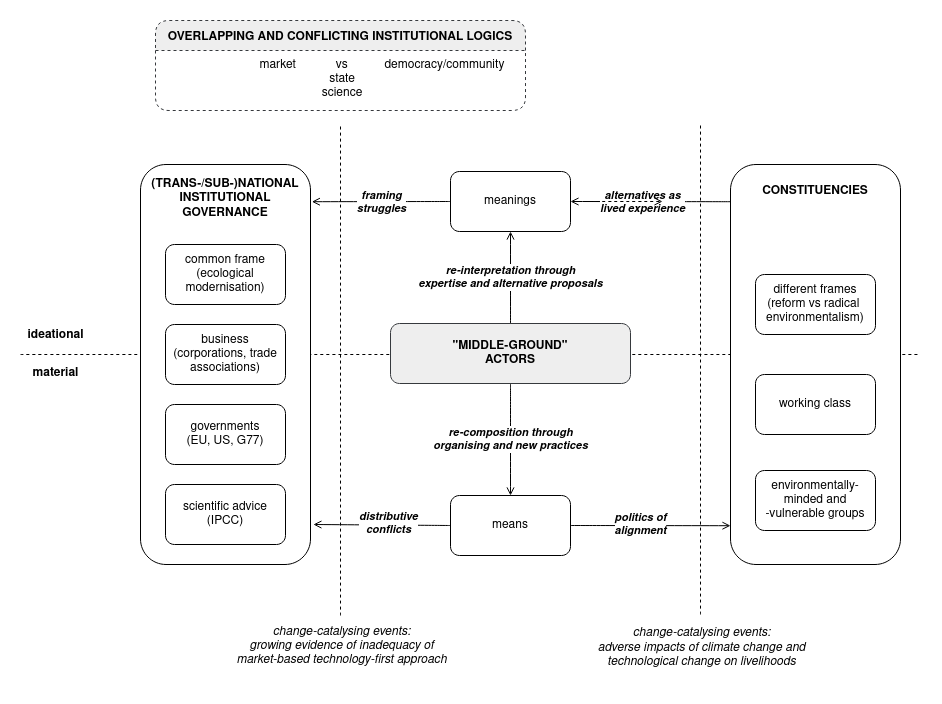 OVERLAPPING AND CONFLICTING INSTITUTIONAL LOGICS
market vs democracy/community
state
science
(TRANS-/SUB-)NATIONAL
INSTITUTIONAL
GOVERNANCE
common frame
(ecological
modernisation)
business
(corporations, trade
associations)
governments
(EU, US, G77)
scientific advice
(IPCC)
ideational
material
framing
struggles
meanings
alternatives as
lived experience
re-interpretation through
expertise and alternative proposals
"MIDDLE-GROUND"
ACTORS
re-composition through
organising and new practices
distributive
conflicts
means
politics of
alignment
CONSTITUENCIES
different frames
(reform vs radical
environmentalism)
working class
environmentally-
minded and
-vulnerable groups
change-catalysing events:
growing evidence of inadequacy of
market-based technology-first approach
change-catalysing events:
adverse impacts of climate change and
technological change on livelihoods